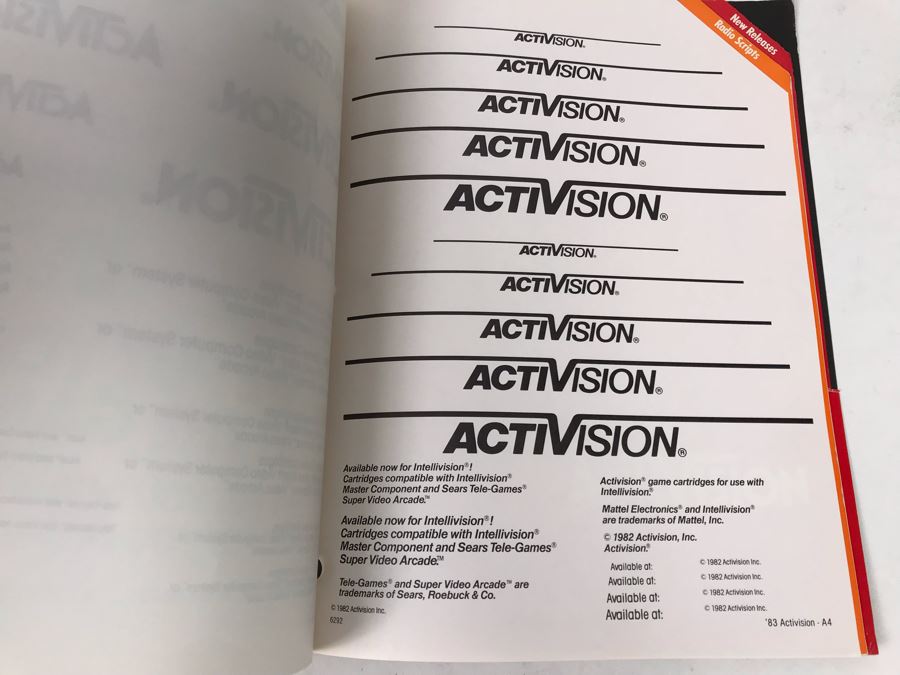 New Releases
Radio Scripts
ACTIVISION®
ACTIVISION®
ACTIVISION®
ACTIVISION®
ACTIVISION®
ACTIVISION®
ACTIVISION®
ACTIVISION®
ACTIVISION®
ACTIVISION®
Available now for Intellivision®!
Cartridges compatible with Intellivision®
Master Component and Sears Tele-Games®
Super Video Arcade.™
Available now for Intellivision®!
Cartridges compatible with Intellivision®
Master Component and Sears Tele-Games®
Super Video Arcade.™
Tele-Games® and Super Video Arcade™ are
trademarks of Sears, Roebuck & Co.
© 1982 Activision Inc.
6292
Activision® game cartridges for use with
Intellivision.®
Mattel Electronics® and Intellivision®
are trademarks of Mattel, Inc.
© 1982 Activision, Inc.
Activision.®
Available at: © 1982 Activision Inc.
Available at: © 1982 Activision Inc.
Available at: © 1982 Activision Inc.
Available at: © 1982 Activision Inc.
'83 Activision · A4